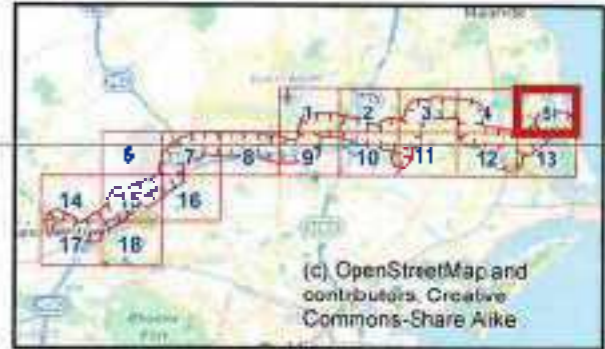 1 2 3 4 5
6 7 8 9 10 11 12 13
14 15 16
17 18
(c) OpenStreetMap and
contributors, Creative
Commons-Share Alike